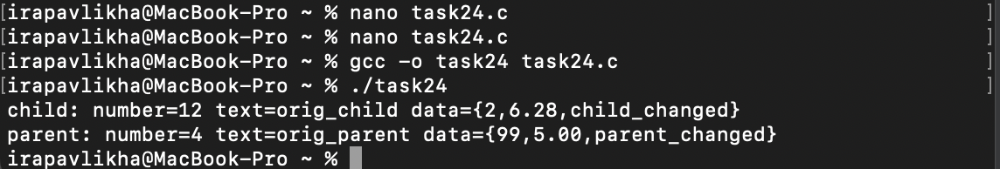 [irapavlikha@MacBook-Pro ~ % nano task24.c ]
[irapavlikha@MacBook-Pro ~ % nano task24.c ]
[irapavlikha@MacBook-Pro ~ % gcc -o task24 task24.c ]
[irapavlikha@MacBook-Pro ~ % ./task24 ]
child: number=12 text=orig_child data={2,6.28,child_changed}
parent: number=4 text=orig_parent data={99,5.00,parent_changed}
irapavlikha@MacBook-Pro ~ %